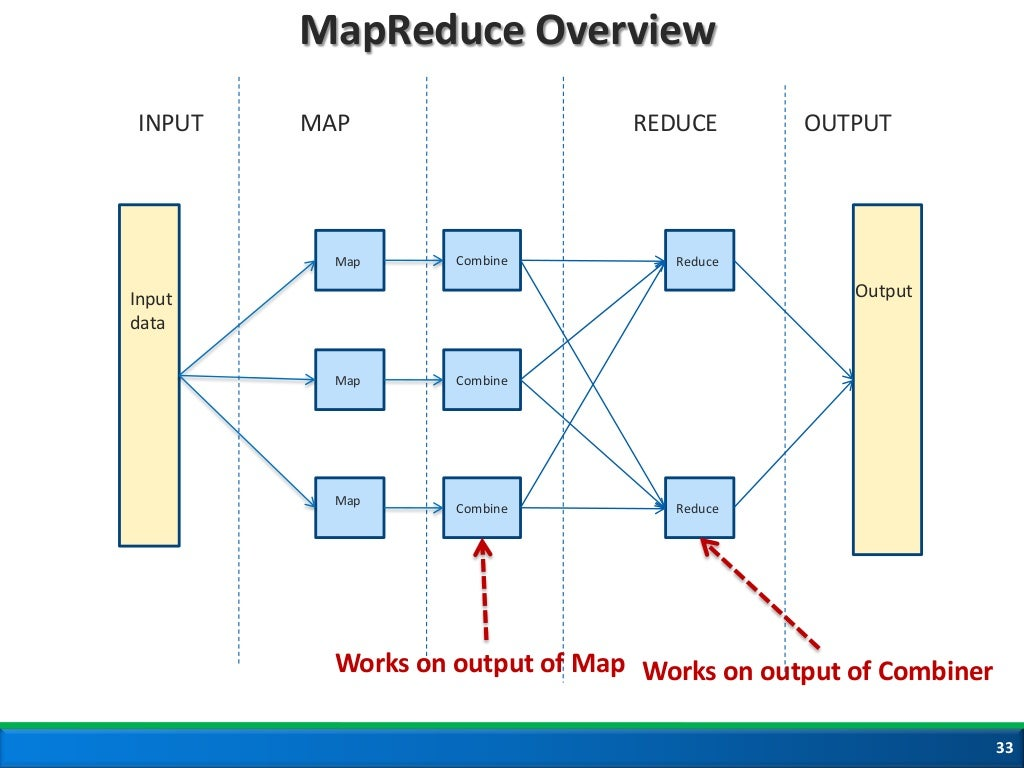 MapReduce Overview
INPUT
MAP
REDUCE
OUTPUT
Input
data
Map
Combine
Reduce
Output
Map
Combine
Map
Combine
Reduce
Works on output of Map
Works on output of Combiner
33